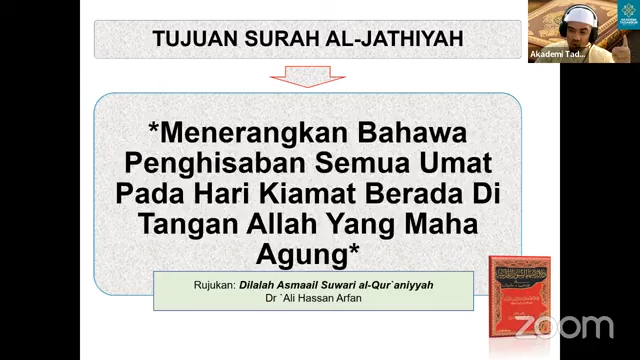 TUJUAN SURAH AL-JATHIYAH
Akademi Tad...
*Menerangkan Bahawa
Penghisaban Semua Umat
Pada Hari Kiamat Berada Di
Tangan Allah Yang Maha
Agung*
Rujukan: Dilalah Asmaail Suwari al-Qur`aniyyah
Dr `Ali Hassan Arfan
zoom